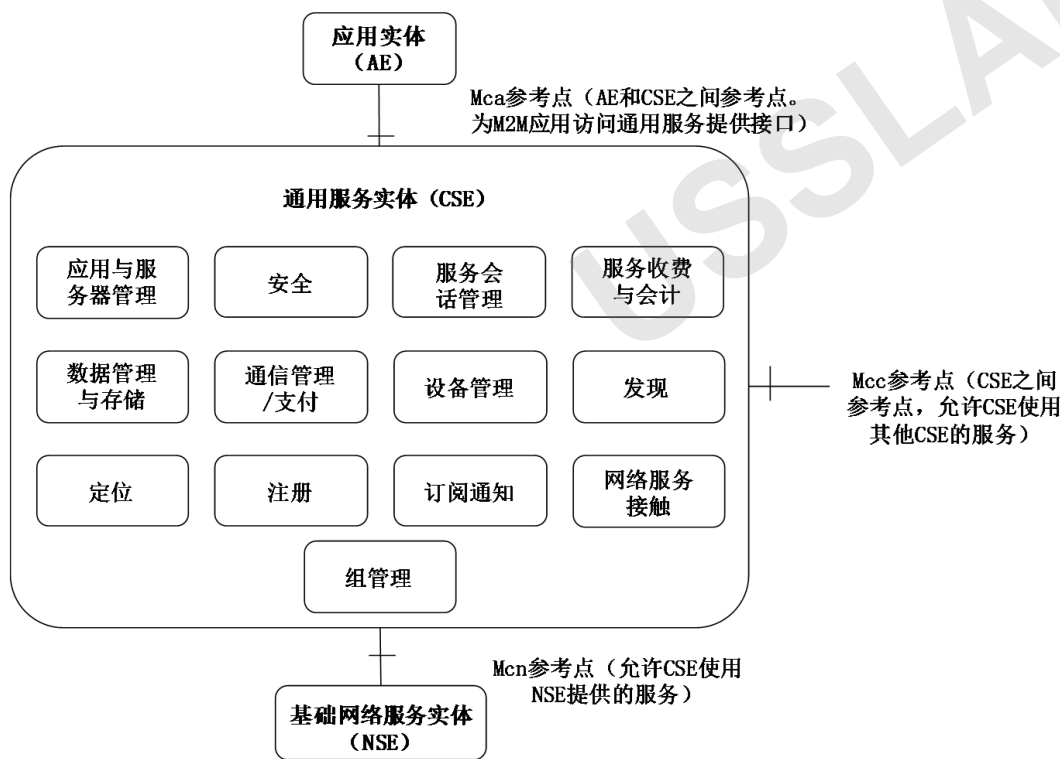 应用实体
（AE）
Mca参考点（AE和CSE之间参考点。
为M2M应用访问通用服务提供接口）
通用服务实体（CSE）
应用与服
务器管理
安全
服务会
话管理
服务收费
与会计
数据管理
与存储
通信管理
/支付
设备管理
发现
Mcc参考点（CSE之间
参考点，允许CSE使用
其他CSE的服务）
定位
注册
订阅通知
网络服务
接触
组管理
Mcn参考点（允许CSE使用
NSE提供的服务）
基础网络服务实体
（NSE）